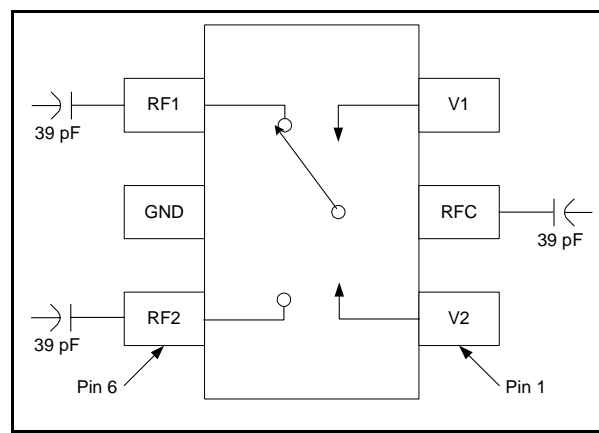 RF1
V1
39 pF
GND
RFC
39 pF
RF2
V2
39 pF
Pin 6
Pin 1